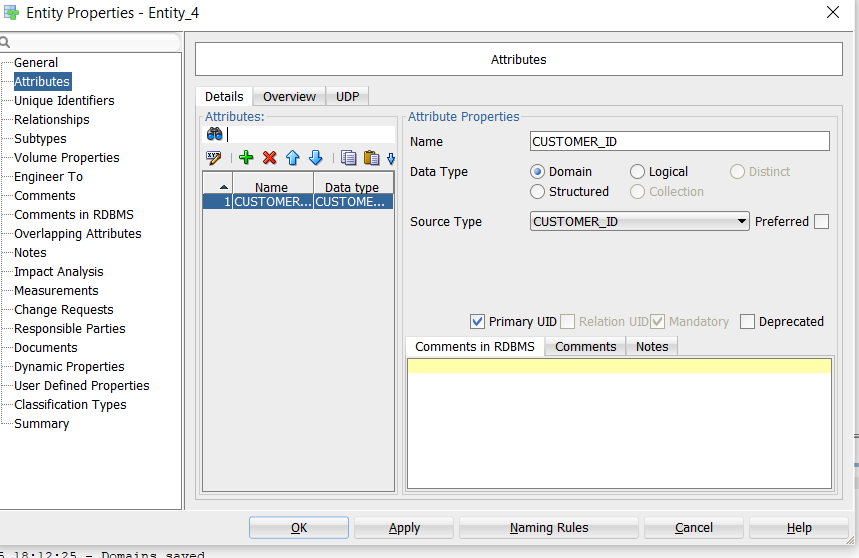 Entity Properties - Entity_4
General
Attributes
Unique Identifiers
Relationships
Subtypes
Volume Properties
Engineer To
Comments
Comments in RDBMS
Overlapping Attributes
Notes
Impact Analysis
Measurements
Change Requests
Responsible Parties
Documents
Dynamic Properties
User Defined Properties
Classification Types
Summary
Attributes
Details Overview UDP
Attributes:
xyz
Name Data type
1 CUSTOMER... CUSTOME...
Attribute Properties
Name CUSTOMER_ID
Data Type Domain Logical Distinct
Structured Collection
Source Type CUSTOMER_ID Preferred
Primary UID Relation UID Mandatory Deprecated
Comments in RDBMS Comments Notes
OK Apply Naming Rules Cancel Help
18:12:25 - Domains saved